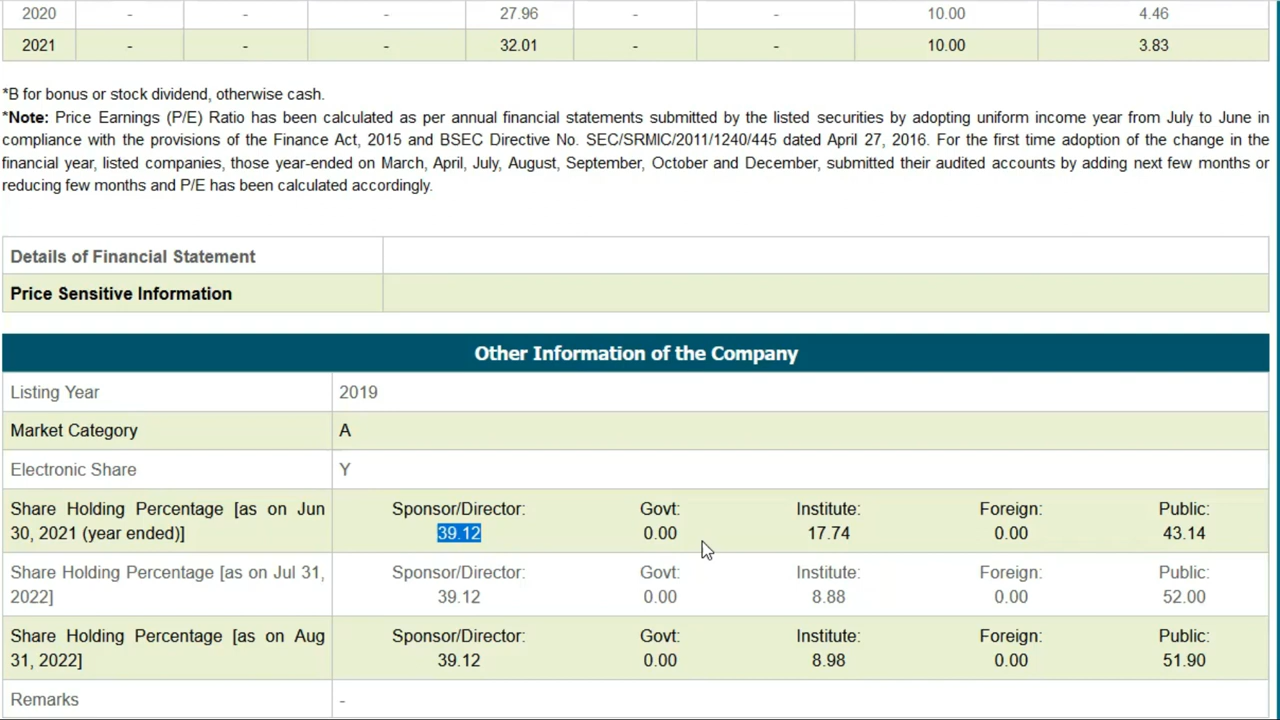 2020 - - - 27.96 - - 10.00 4.46
2021 - - - 32.01 - - 10.00 3.83
*B for bonus or stock dividend, otherwise cash.
*Note: Price Earnings (P/E) Ratio has been calculated as per annual financial statements submitted by the listed securities by adopting uniform income year from July to June in
compliance with the provisions of the Finance Act, 2015 and BSEC Directive No. SEC/SRMIC/2011/1240/445 dated April 27, 2016. For the first time adoption of the change in the
financial year, listed companies, those year-ended on March, April, July, August, September, October and December, submitted their audited accounts by adding next few months or
reducing few months and P/E has been calculated accordingly.
Details of Financial Statement
Price Sensitive Information
Other Information of the Company
Listing Year 2019
Market Category A
Electronic Share Y
Share Holding Percentage [as on Jun Sponsor/Director: Govt: Institute: Foreign: Public:
30, 2021 (year ended)] 39.12 0.00 17.74 0.00 43.14
Share Holding Percentage [as on Jul 31, Sponsor/Director: Govt: Institute: Foreign: Public:
2022] 39.12 0.00 8.88 0.00 52.00
Share Holding Percentage [as on Aug Sponsor/Director: Govt: Institute: Foreign: Public:
31, 2022] 39.12 0.00 8.98 0.00 51.90
Remarks -